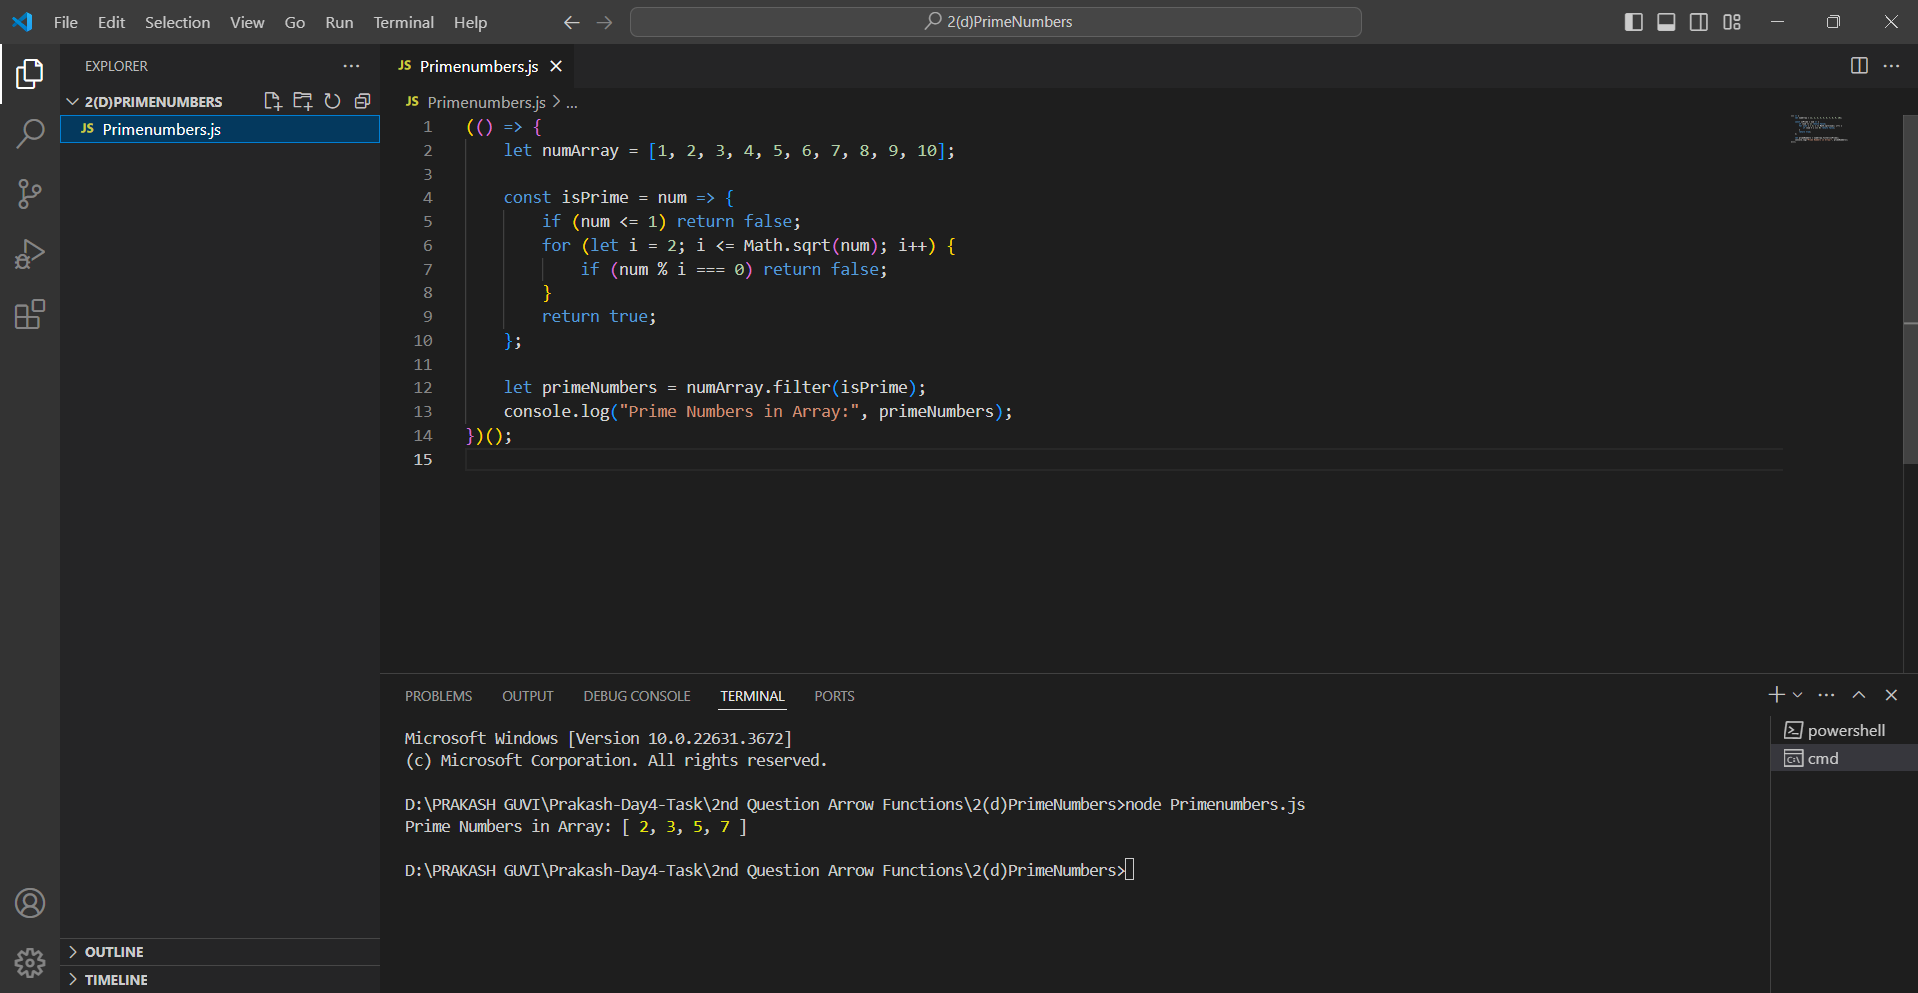 File Edit Selection View Go Run Terminal Help
2(d)PrimeNumbers
EXPLORER
2(D)PRIMENUMBERS
JS Primenumbers.js
OUTLINE
TIMELINE
JS Primenumbers.js
JS Primenumbers.js > ...
1 (() => {
2 let numArray = [1, 2, 3, 4, 5, 6, 7, 8, 9, 10];
3
4 const isPrime = num => {
5 if (num <= 1) return false;
6 for (let i = 2; i <= Math.sqrt(num); i++) {
7 if (num % i === 0) return false;
8 }
9 return true;
10 };
11
12 let primeNumbers = numArray.filter(isPrime);
13 console.log("Prime Numbers in Array:", primeNumbers);
14 })();
15
PROBLEMS OUTPUT DEBUG CONSOLE TERMINAL PORTS
Microsoft Windows [Version 10.0.22631.3672]
(c) Microsoft Corporation. All rights reserved.
D:\PRAKASH GUVI\Prakash-Day4-Task\2nd Question Arrow Functions\2(d)PrimeNumbers>node Primenumbers.js
Prime Numbers in Array: [ 2, 3, 5, 7 ]
D:\PRAKASH GUVI\Prakash-Day4-Task\2nd Question Arrow Functions\2(d)PrimeNumbers>
powershell
cmd